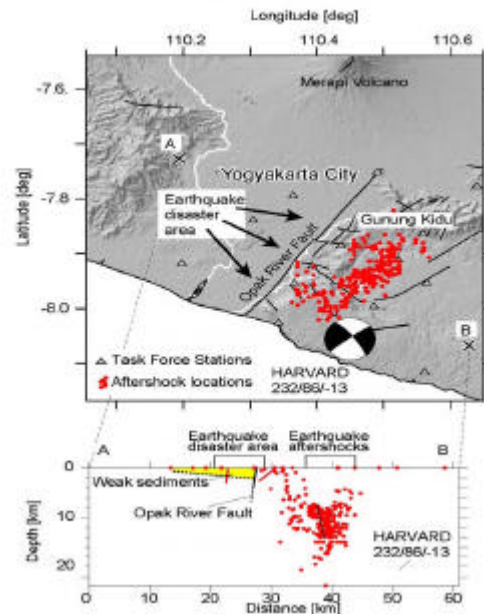 Longitude [deg]
110.2 110.4 110.6
-7.6
Merapi Volcano
A
Latitude [deg]
Yogyakarta City
-7.8
Earthquake
disaster
area
Gunung Kidu
Opak River Fault
-8.0
B
Task Force Stations
Aftershock locations
HARVARD
232/86/-13
A
Earthquake
disaster area
Earthquake
aftershocks
B
0
Weak sediments
Opak River Fault
Depth [km]
10
20
HARVARD
232/86/-13
0 10 20 30 40 50 60
Distance [km]